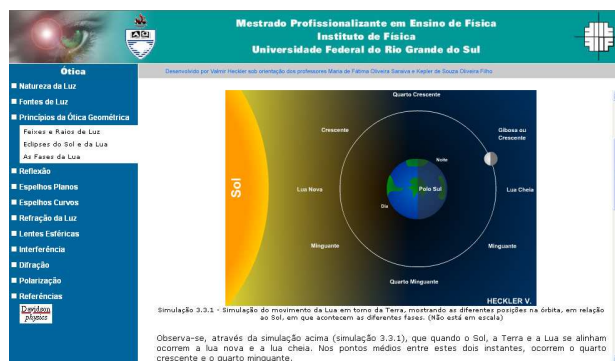 Mestrado Profissionalizante em Ensino de Física
Instituto de Física
Universidade Federal do Rio Grande do Sul
Ótica
Desenvolvido por Valmir Heckler sob orientação dos professores Maria de Fátima Oliveira Saraiva e Kepler de Souza Oliveira Filho
Natureza da Luz
Fontes de Luz
Princípios da Ótica Geométrica
Feixes e Raios de Luz
Eclipses do Sol e da Lua
As Fases da Lua
Reflexão
Espelhos Planos
Espelhos Curvos
Refração da Luz
Lentes Esféricas
Interferência
Difração
Polarização
Referências
Davidson
physics
Quarto Crescente
Crescente
Gibosa ou
Crescente
Noite
Sol
Lua Nova
Polo Sul
Lua Cheia
Dia
Minguante
Minguante
Quarto Minguante
HECKLER V.
Simulação 3.3.1 - Simulação do movimento da Lua em torno da Terra, mostrando as diferentes posições na órbita, em relação
ao Sol, em que acontecem as diferentes fases. (Não está em escala)
Observa-se, através da simulação acima (simulação 3.3.1), que quando o Sol, a Terra e a Lua se alinham
ocorrem a lua nova e a lua cheia. Nos pontos médios entre estes dois instantes, ocorrem o quarto
crescente e o quarto minguante.